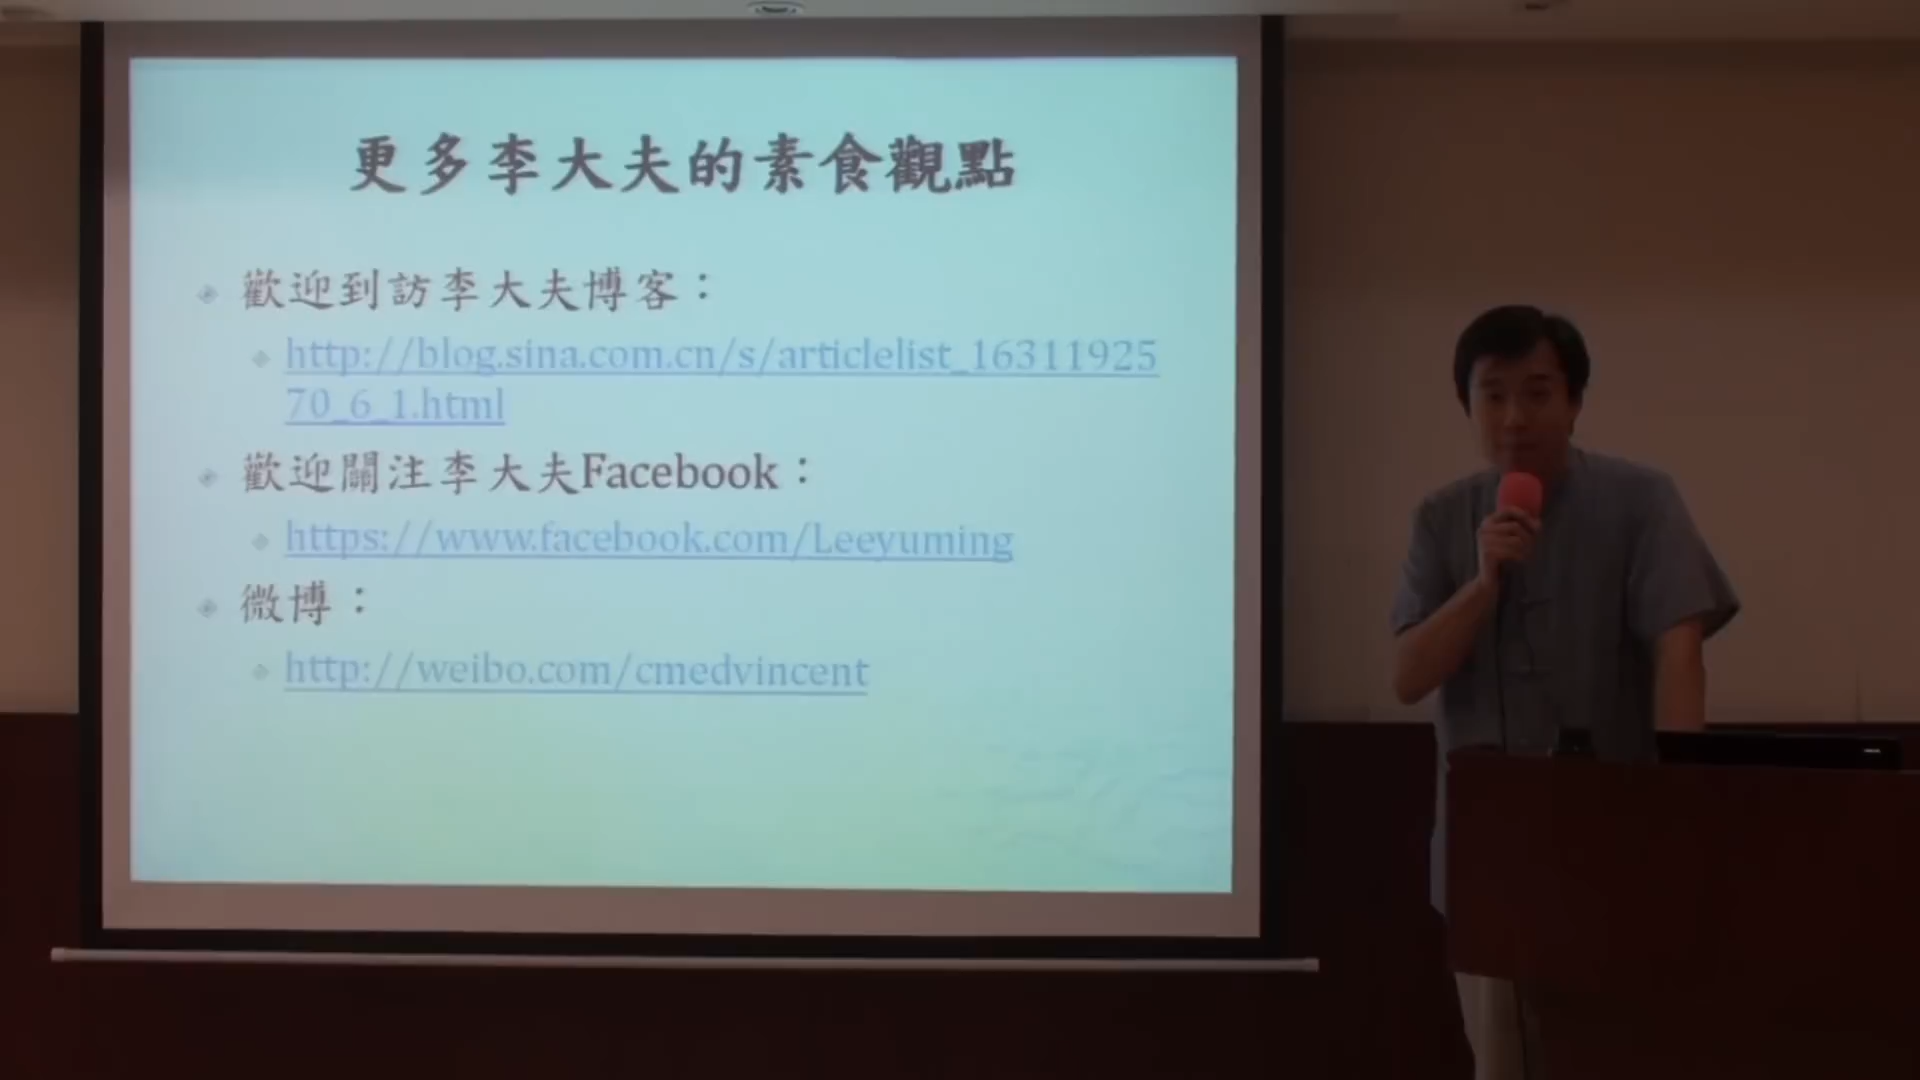 更多李大夫的素食觀點
歡迎到訪李大夫博客：
http://blog.sina.com.cn/s/articlelist_16311925
70_6_1.html
歡迎關注李大夫Facebook：
https://www.facebook.com/Leeyuming
微博：
http://weibo.com/cmedvincent